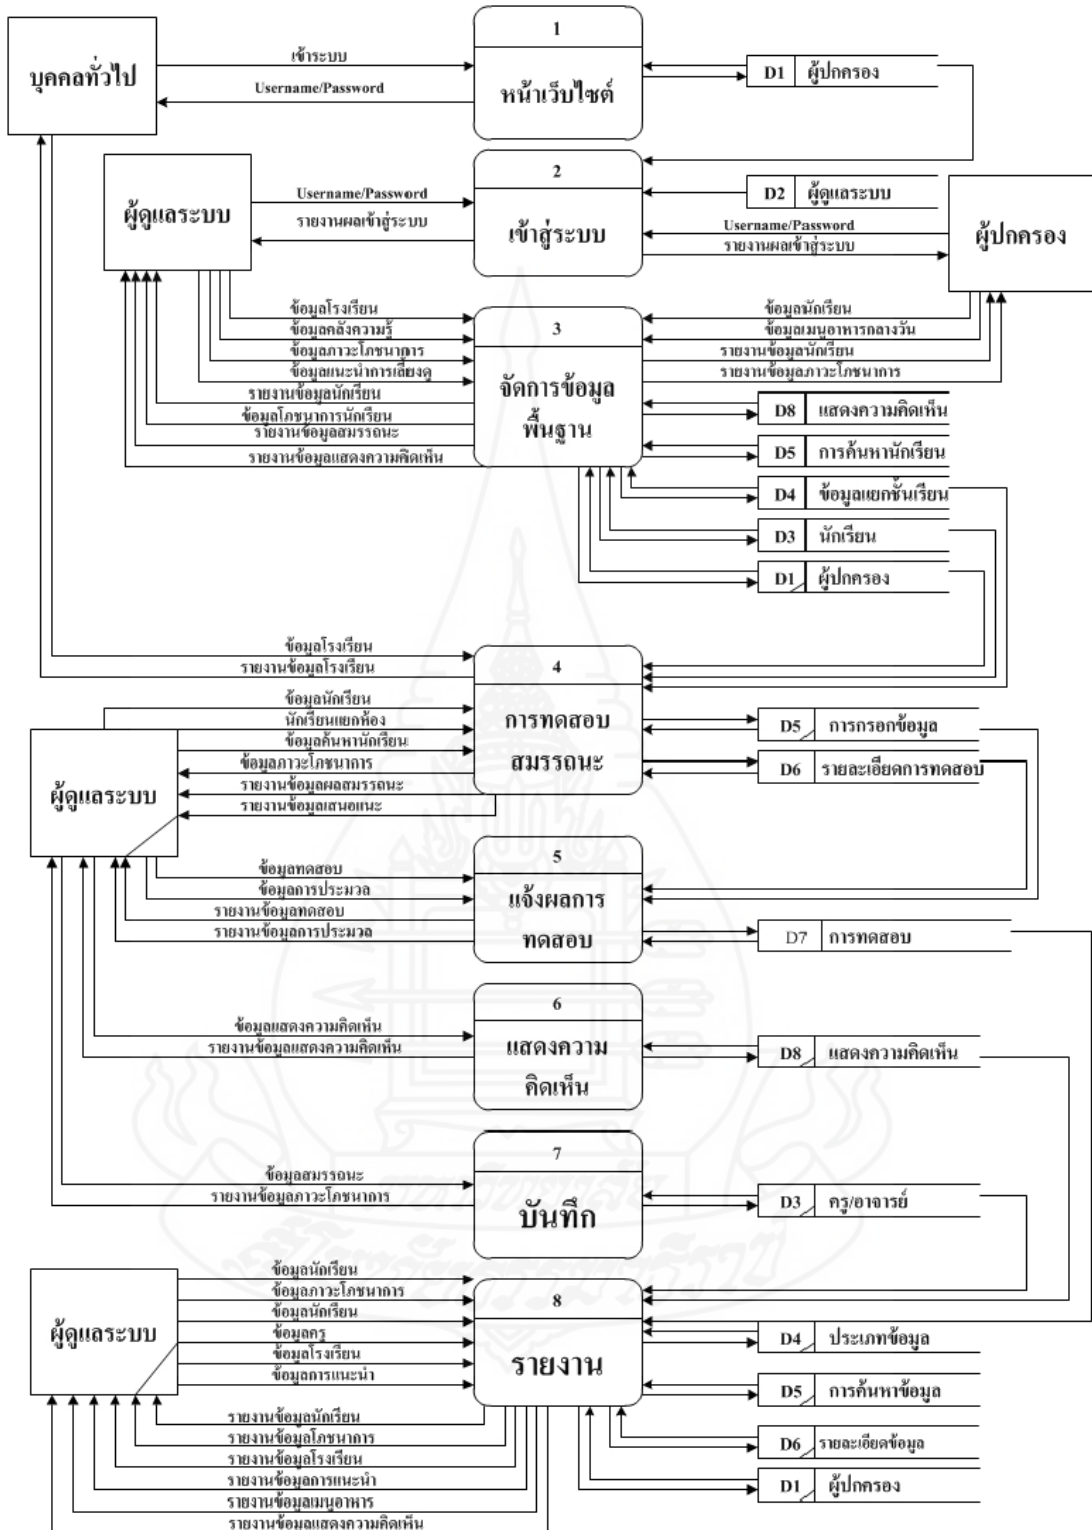 1
บุคคลทั่วไป
เข้าระบบ
Username/Password
หน้าเว็บไซต์
D1 ผู้ปกครอง
2
ผู้ดูแลระบบ
Username/Password
รายงานผลเข้าสู่ระบบ
เข้าสู่ระบบ
D2 ผู้ดูแลระบบ
Username/Password
รายงานผลเข้าสู่ระบบ
ผู้ปกครอง
ข้อมูลโรงเรียน
ข้อมูลคลังความรู้
ข้อมูลภาวะโภชนาการ
ข้อมูลแนะนำการเลี้ยงดู
รายงานข้อมูลนักเรียน
ข้อมูลโภชนาการนักเรียน
รายงานข้อมูลสมรรถนะ
รายงานข้อมูลแสดงความคิดเห็น
3
จัดการข้อมูล
พื้นฐาน
ข้อมูลนักเรียน
ข้อมูลเมนูอาหารกลางวัน
รายงานข้อมูลนักเรียน
รายงานข้อมูลภาวะโภชนาการ
D8 แสดงความคิดเห็น
D5 การค้นหานักเรียน
D4 ข้อมูลแยกชั้นเรียน
D3 นักเรียน
D1 ผู้ปกครอง
ข้อมูลโรงเรียน
รายงานข้อมูลโรงเรียน
4
การทดสอบ
สมรรถนะ
ข้อมูลนักเรียน
นักเรียนแยกห้อง
ข้อมูลค้นหานักเรียน
ข้อมูลภาวะโภชนาการ
รายงานข้อมูลผลสมรรถนะ
รายงานข้อมูลเสนอแนะ
ผู้ดูแลระบบ
D5 การกรอกข้อมูล
D6 รายละเอียดการทดสอบ
ข้อมูลทดสอบ
ข้อมูลการประมวล
รายงานข้อมูลทดสอบ
รายงานข้อมูลการประมวล
5
แจ้งผลการ
ทดสอบ
D7 การทดสอบ
ข้อมูลแสดงความคิดเห็น
รายงานข้อมูลแสดงความคิดเห็น
6
แสดงความ
คิดเห็น
D8 แสดงความคิดเห็น
ข้อมูลสมรรถนะ
รายงานข้อมูลภาวะโภชนาการ
7
บันทึก
D3 ครู/อาจารย์
ผู้ดูแลระบบ
ข้อมูลนักเรียน
ข้อมูลภาวะโภชนาการ
ข้อมูลนักเรียน
ข้อมูลครู
ข้อมูลโรงเรียน
ข้อมูลการแนะนำ
8
รายงาน
D4 ประเภทข้อมูล
D5 การค้นหาข้อมูล
D6 รายละเอียดข้อมูล
D1 ผู้ปกครอง
รายงานข้อมูลนักเรียน
รายงานข้อมูลโภชนาการ
รายงานข้อมูลโรงเรียน
รายงานข้อมูลการแนะนำ
รายงานข้อมูลเมนูอาหาร
รายงานข้อมูลแสดงความคิดเห็น